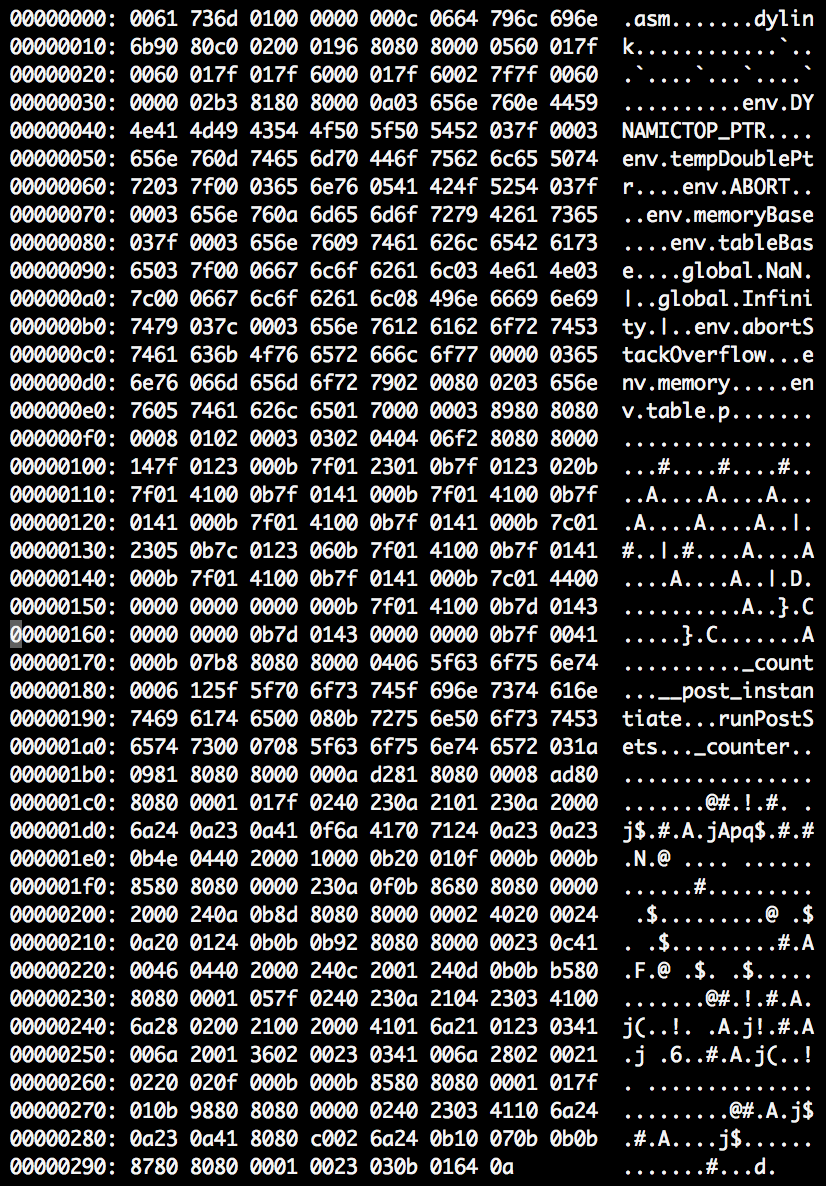 00000000: 0061 736d 0100 0000 000c 0664 796c 696e .asm.......dylin
00000010: 6b90 80c0 0200 0196 8080 8000 0560 017f k............`..
00000020: 0060 017f 017f 6000 017f 6002 7f7f 0060 .`....`...`....`
00000030: 0000 02b3 8180 8000 0a03 656e 760e 4459 ..........env.DY
00000040: 4e41 4d49 4354 4f50 5f50 5452 037f 0003 NAMICTOP_PTR....
00000050: 656e 760d 7465 6d70 446f 7562 6c65 5074 env.tempDoublePt
00000060: 7203 7f00 0365 6e76 0541 424f 5254 037f r....env.ABORT..
00000070: 0003 656e 760a 6d65 6d6f 7279 4261 7365 ..env.memoryBase
00000080: 037f 0003 656e 7609 7461 626c 6542 6173 ....env.tableBas
00000090: 6503 7f00 0667 6c6f 6261 6c03 4e61 4e03 e....global.NaN.
000000a0: 7c00 0667 6c6f 6261 6c08 496e 6669 6e69 |..global.Infini
000000b0: 7479 037c 0003 656e 7612 6162 6f72 7453 ty.|..env.abortS
000000c0: 7461 636b 4f76 6572 666c 6f77 0000 0365 tackOverflow...e
000000d0: 6e76 066d 656d 6f72 7902 0080 0203 656e nv.memory.....en
000000e0: 7605 7461 626c 6501 7000 0003 8980 8080 v.table.p.......
000000f0: 0008 0102 0003 0302 0404 06f2 8080 8000 ................
00000100: 147f 0123 000b 7f01 2301 0b7f 0123 020b ...#....#....#..
00000110: 7f01 4100 0b7f 0141 000b 7f01 4100 0b7f ..A....A....A...
00000120: 0141 000b 7f01 4100 0b7f 0141 000b 7c01 .A....A....A..|.
00000130: 2305 0b7c 0123 060b 7f01 4100 0b7f 0141 #..|.#....A....A
00000140: 000b 7f01 4100 0b7f 0141 000b 7c01 4400 ....A....A..|.D.
00000150: 0000 0000 0000 000b 7f01 4100 0b7d 0143 ..........A..}.C
00000160: 0000 0000 0b7d 0143 0000 0000 0b7f 0041 .....}.C.......A
00000170: 000b 07b8 8080 8000 0406 5f63 6f75 6e74 .........._count
00000180: 0006 125f 5f70 6f73 745f 696e 7374 616e ...__post_instan
00000190: 7469 6174 6500 080b 7275 6e50 6f73 7453 tiate...runPostS
000001a0: 6574 7300 0708 5f63 6f75 6e74 6572 031a ets..._counter..
000001b0: 0981 8080 8000 000a d281 8080 0008 ad80 ................
000001c0: 8080 0001 017f 0240 230a 2101 230a 2000 .......@#.!.#. .
000001d0: 6a24 0a23 0a41 0f6a 4170 7124 0a23 0a23 j$.#.A.jApq$.#.#
000001e0: 0b4e 0440 2000 1000 0b20 010f 000b 000b .N.@ .... ......
000001f0: 8580 8080 0000 230a 0f0b 8680 8080 0000 ......#.........
00000200: 2000 240a 0b8d 8080 8000 0002 4020 0024  .$.........@ .$
00000210: 0a20 0124 0b0b 0b92 8080 8000 0023 0c41 . .$.........#.A
00000220: 0046 0440 2000 240c 2001 240d 0b0b b580 .F.@ .$. .$.....
00000230: 8080 0001 057f 0240 230a 2104 2303 4100 .......@#.!.#.A.
00000240: 6a28 0200 2100 2000 4101 6a21 0123 0341 j(..!. .A.j!.#.A
00000250: 006a 2001 3602 0023 0341 006a 2802 0021 .j .6..#.A.j(..!
00000260: 0220 020f 000b 000b 8580 8080 0001 017f . ..............
00000270: 010b 9880 8080 0000 0240 2303 4110 6a24 .........@#.A.j$
00000280: 0a23 0a41 8080 c002 6a24 0b10 070b 0b0b .#.A....j$......
00000290: 8780 8080 0001 0023 030b 0164 0a .......#...d.